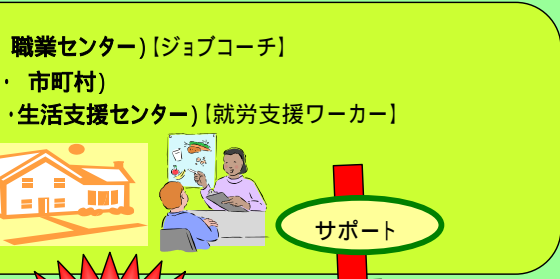 職業センター)【ジョブコーチ】
・ 市町村)
・生活支援センター)【就労支援ワーカー】
サポート